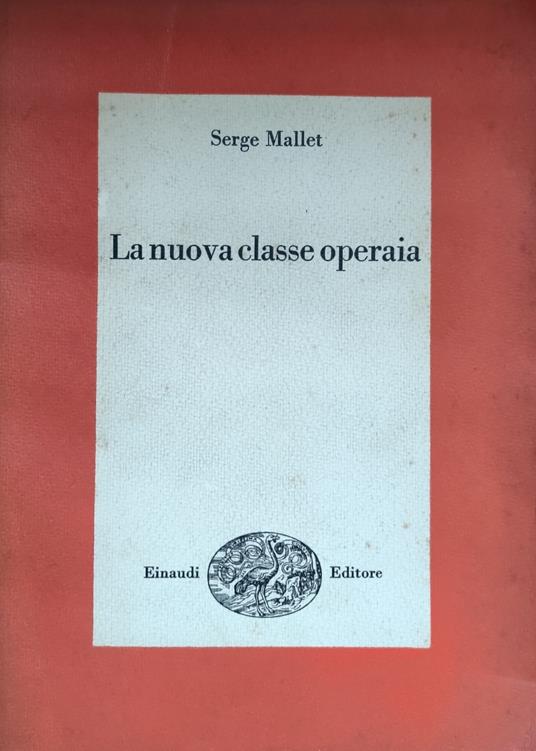 Serge Mallet
La nuova classe operaia
Einaudi Editore